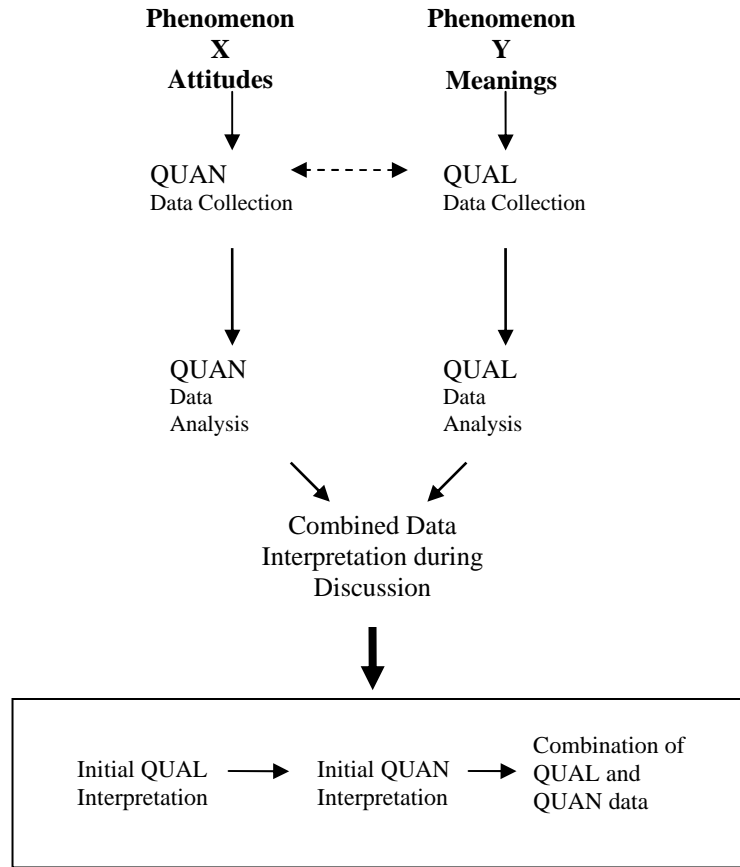 Phenomenon
X
Attitudes
Phenomenon
Y
Meanings
QUAN
Data Collection
QUAL
Data Collection
QUAN
Data
Analysis
QUAL
Data
Analysis
Combined Data
Interpretation during
Discussion
Initial QUAL
Interpretation
Initial QUAN
Interpretation
Combination of
QUAL and
QUAN data